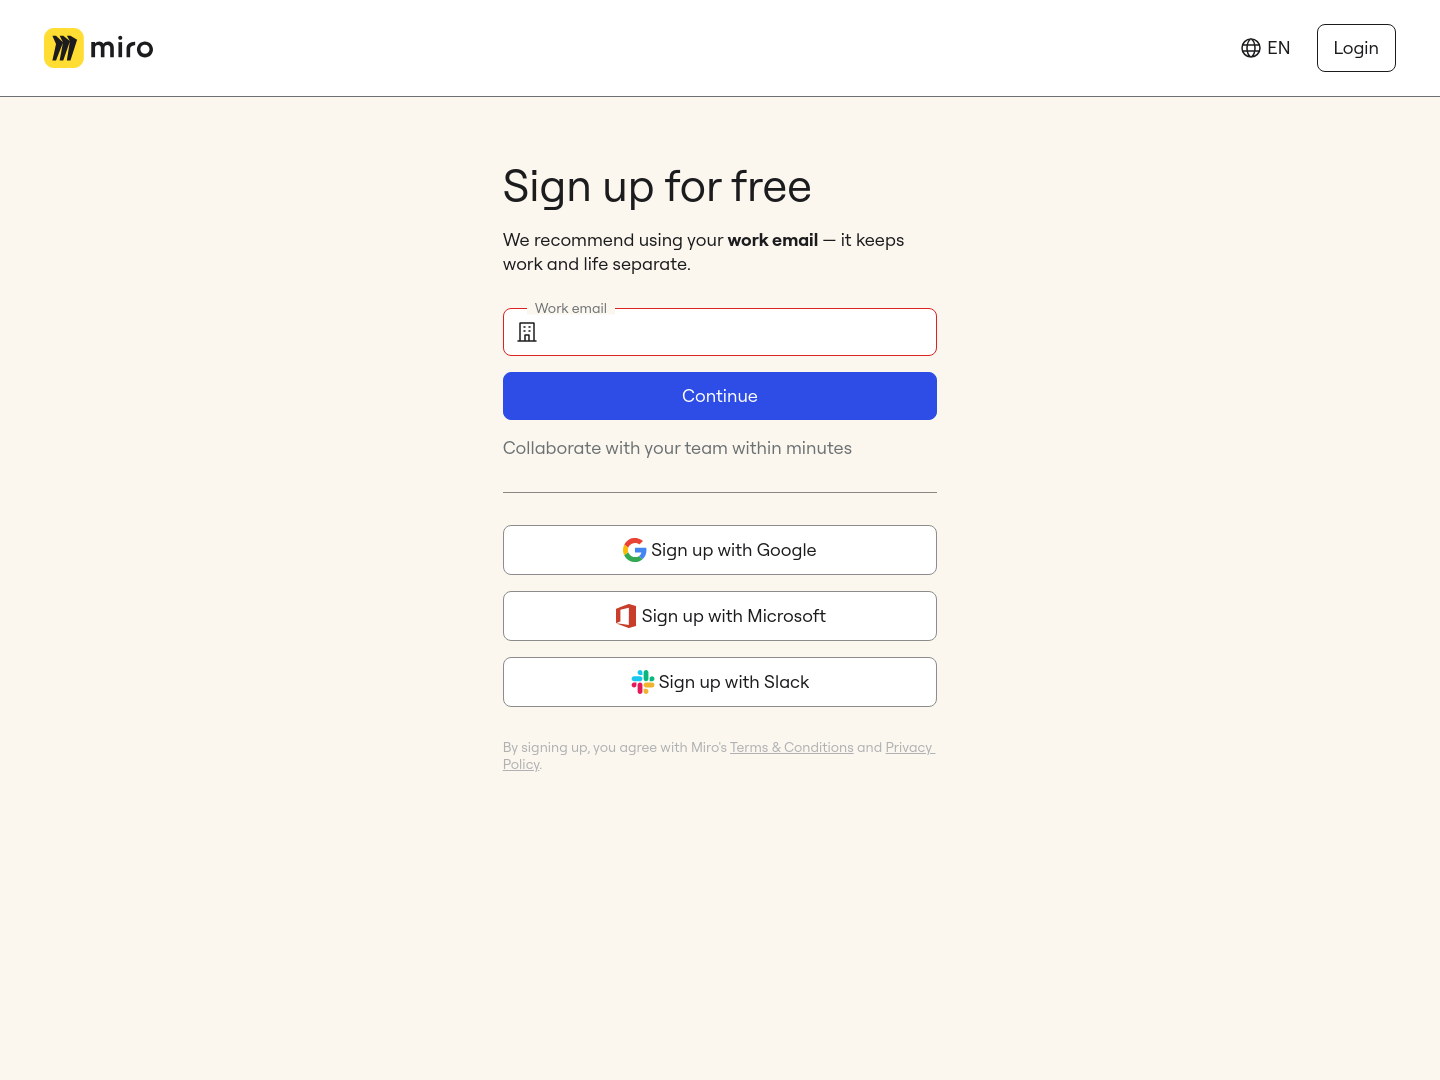 miro
EN
Login
Sign up for free
We recommend using your work email — it keeps
work and life separate.
Work email
Continue
Collaborate with your team within minutes
Sign up with Google
Sign up with Microsoft
Sign up with Slack
By signing up, you agree with Miro's Terms & Conditions and Privacy
Policy.